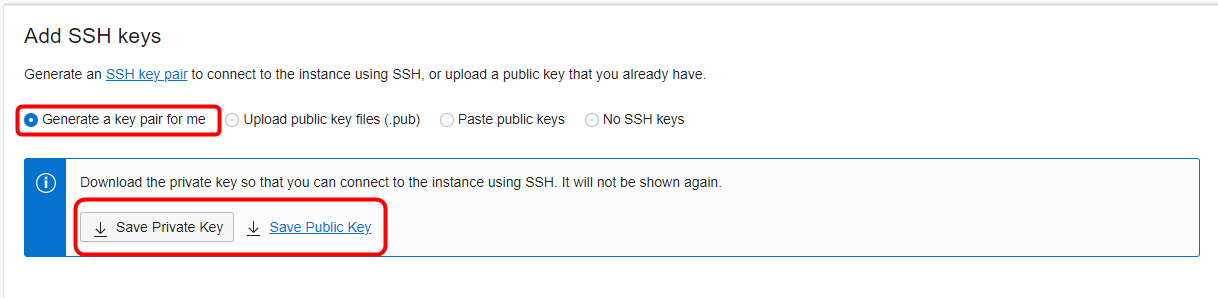 Add SSH keys
Generate an SSH key pair to connect to the instance using SSH, or upload a public key that you already have.
Generate a key pair for me Upload public key files (.pub) Paste public keys No SSH keys
Download the private key so that you can connect to the instance using SSH. It will not be shown again.
Save Private Key Save Public Key